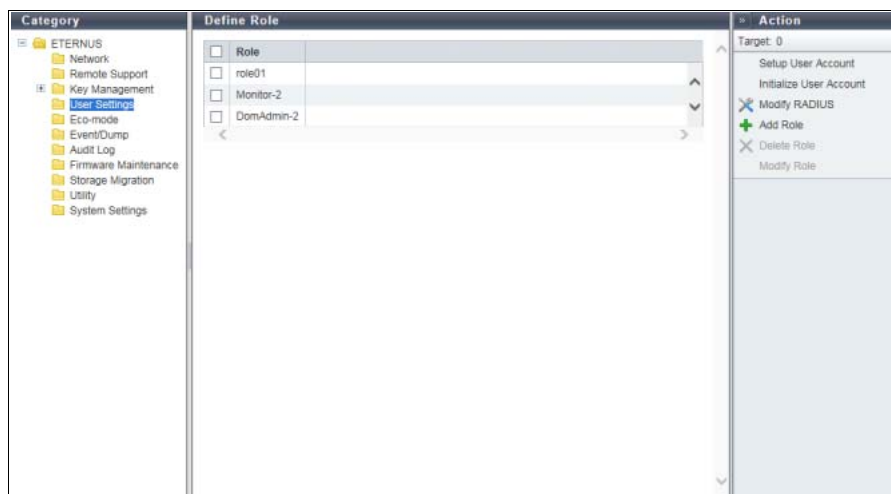 Category
ETERNUS
Network
Remote Support
Key Management
User Settings
Eco-mode
Event/Dump
Audit Log
Firmware Maintenance
Storage Migration
Utility
System Settings
Define Role
Role
role01
Monitor-2
DomAdmin-2
» Action
Target: 0
Setup User Account
Initialize User Account
Modify RADIUS
Add Role
Delete Role
Modify Role